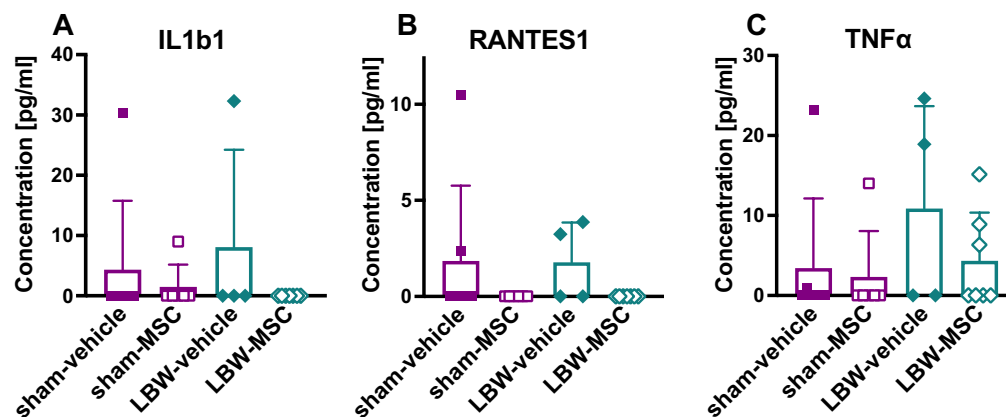 A
IL1b1
Concentration [pg/ml]
40
30
20
10
0
sham-vehicle
sham-MSC
LBW-vehicle
LBW-MSC
B
RANTES1
Concentration [pg/ml]
10
5
0
sham-vehicle
sham-MSC
LBW-vehicle
LBW-MSC
C
TNFα
Concentration [pg/ml]
30
20
10
0
sham-vehicle
sham-MSC
LBW-vehicle
LBW-MSC